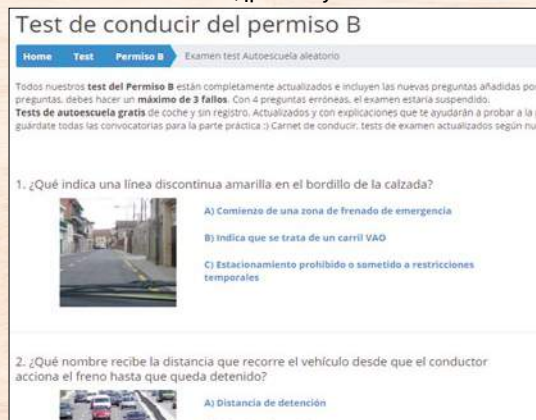 Test de conducir del permiso B
Home Test Permiso B Examen test Autoescuela aleatorio
Todos nuestros test del Permiso B están completamente actualizados e incluyen las nuevas preguntas añadidas po
preguntas, debes hacer un máximo de 3 fallos. Con 4 preguntas erróneas, el examen estaría suspendido.
Tests de autoescuela gratis de coche y sin registro. Actualizados y con explicaciones que te ayudarán a probar a la
guárdate todas las convocatorias para la parte práctica :) Carnet de conducir, tests de examen actualizados según nu
1. ¿Qué indica una línea discontinua amarilla en el bordillo de la calzada?
A) Comienzo de una zona de frenado de emergencia
B) Indica que se trata de un carril VAO
C) Estacionamiento prohibido o sometido a restricciones
temporales
2. ¿Qué nombre recibe la distancia que recorre el vehículo desde que el conductor
acciona el freno hasta que queda detenido?
A) Distancia de detención